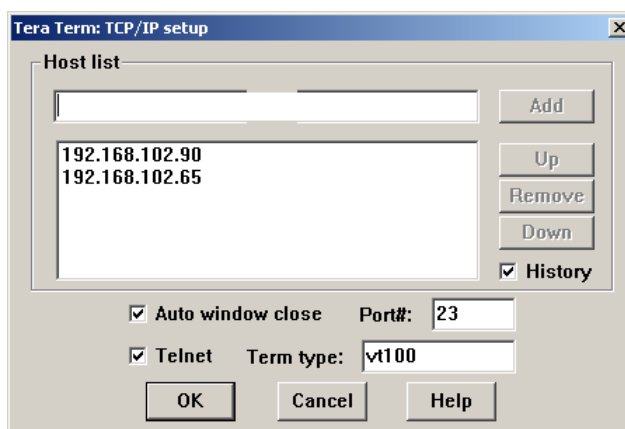 Tera Term: TCP/IP setup
Host list
Add
192.168.102.90
192.168.102.65
Up
Remove
Down
History
Auto window close Port#: 23
Telnet Term type: vt100
OK Cancel Help